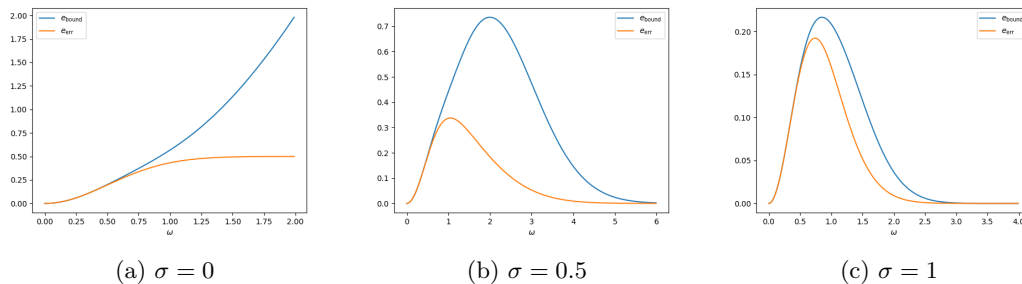 2.00
1.75
1.50
1.25
1.00
0.75
0.50
0.25
0.00
0.00 0.25 0.50 0.75 1.00 1.25 1.50 1.75 2.00
ω
e_bound
e_err
(a) σ = 0
0.7
0.6
0.5
0.4
0.3
0.2
0.1
0.0
0 1 2 3 4 5 6
ω
e_bound
e_err
(b) σ = 0.5
0.20
0.15
0.10
0.05
0.00
0.0 0.5 1.0 1.5 2.0 2.5 3.0 3.5 4.0
ω
e_bound
e_err
(c) σ = 1